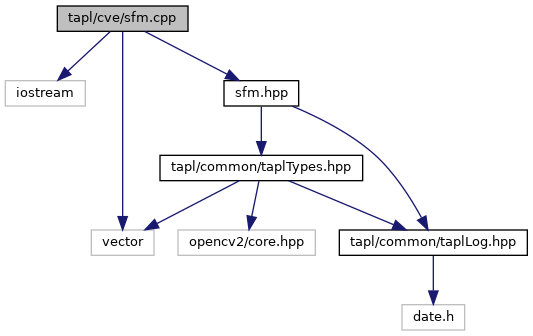 tapl/cve/sfm.cpp
iostream
sfm.hpp
tapl/common/taplTypes.hpp
vector
opencv2/core.hpp
tapl/common/taplLog.hpp
date.h